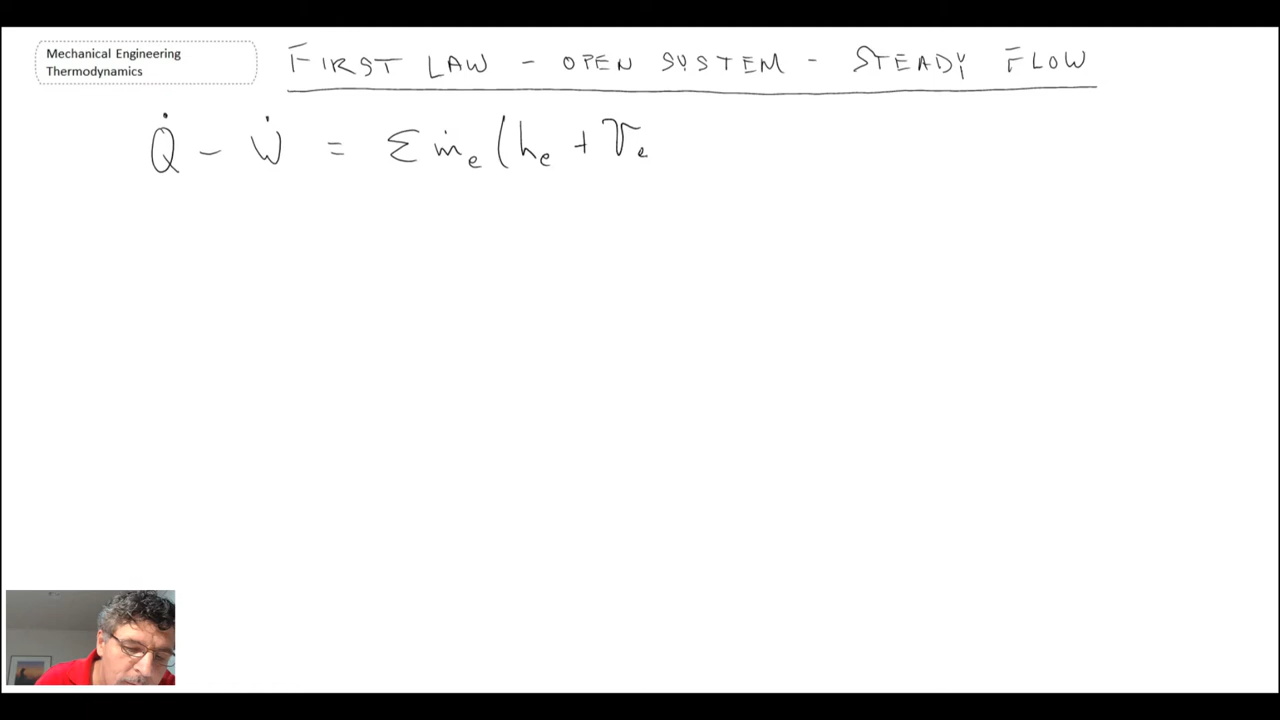 Mechanical Engineering
Thermodynamics
FIRST LAW - OPEN SYSTEM - STEADY FLOW
Q̇ - Ẇ = Σ ṁₑ (hₑ + Vₑ